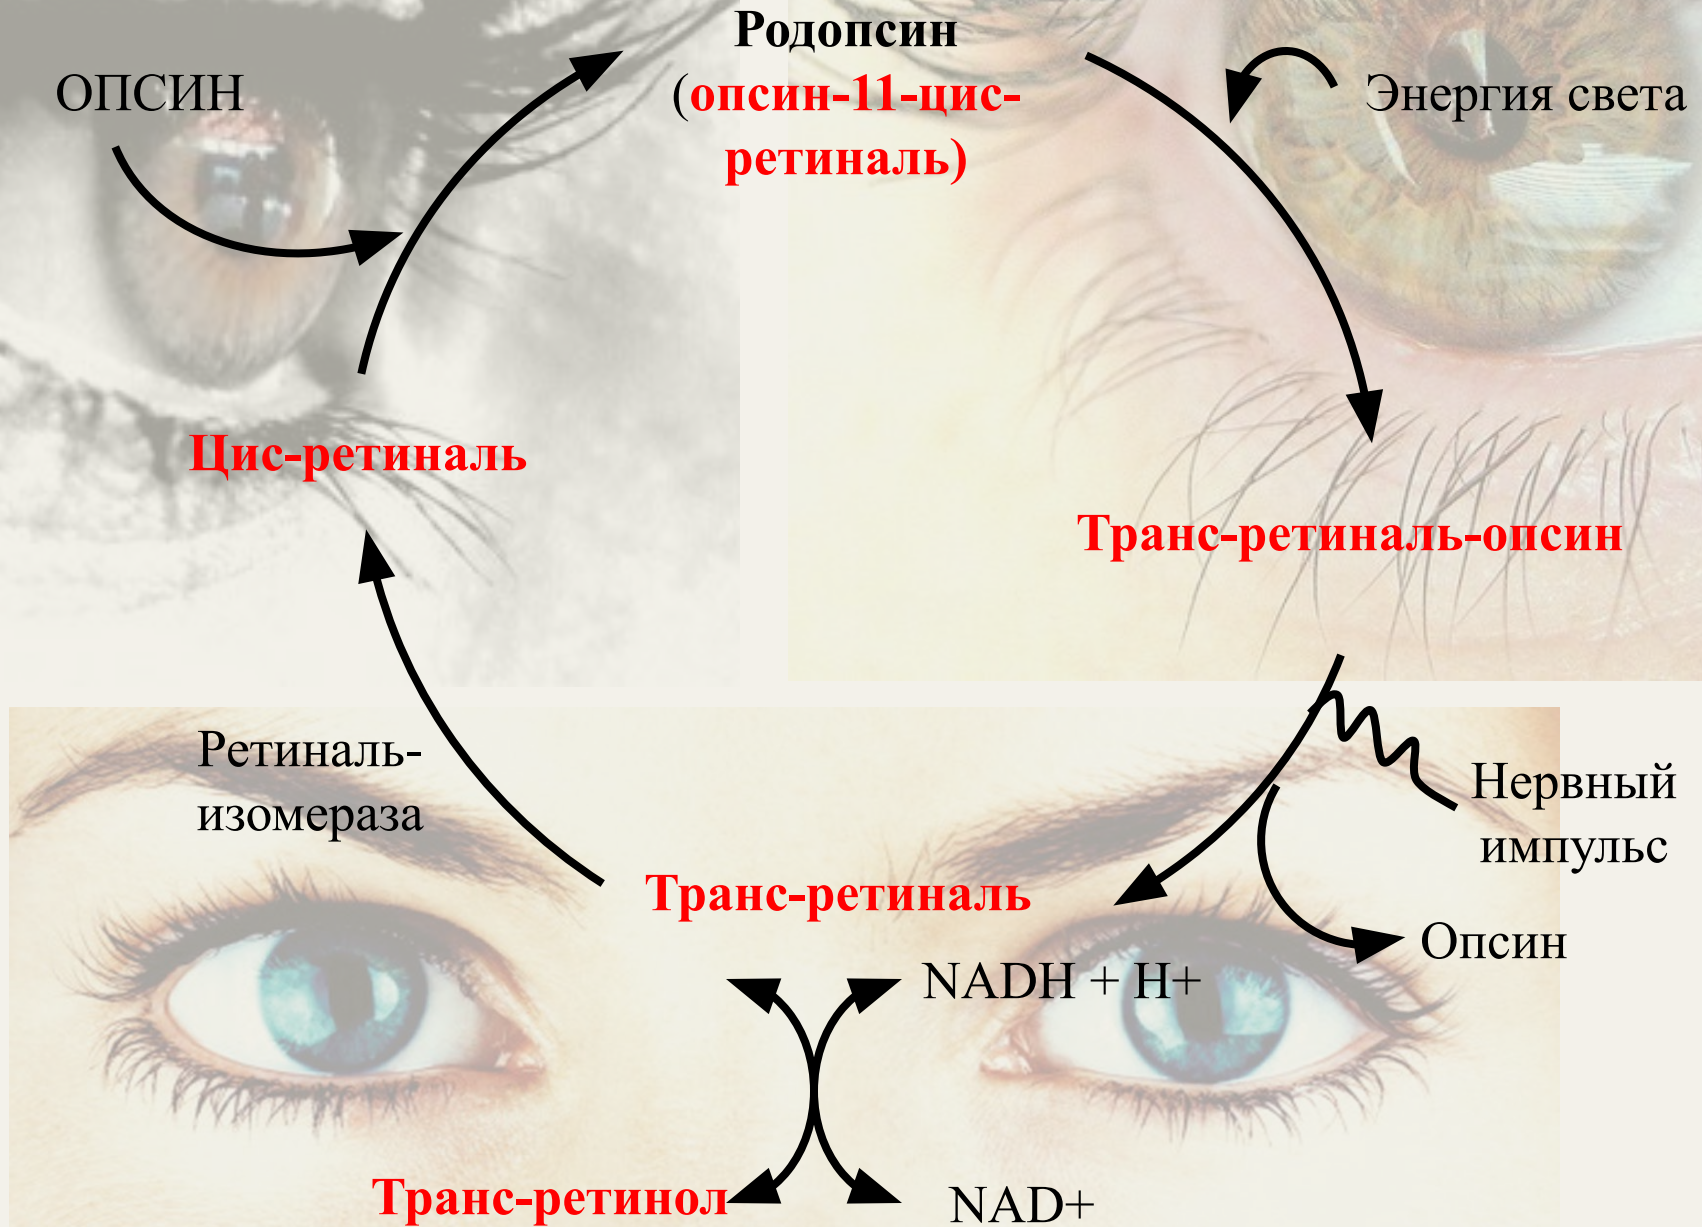 Родопсин
(опсин-11-цис-
ретиналь)
ОПСИН
Энергия света
Цис-ретиналь
Транс-ретиналь-опсин
Ретиналь-
изомераза
Нервный
импульс
Транс-ретиналь
Опсин
NADH + H+
Транс-ретинол
NAD+